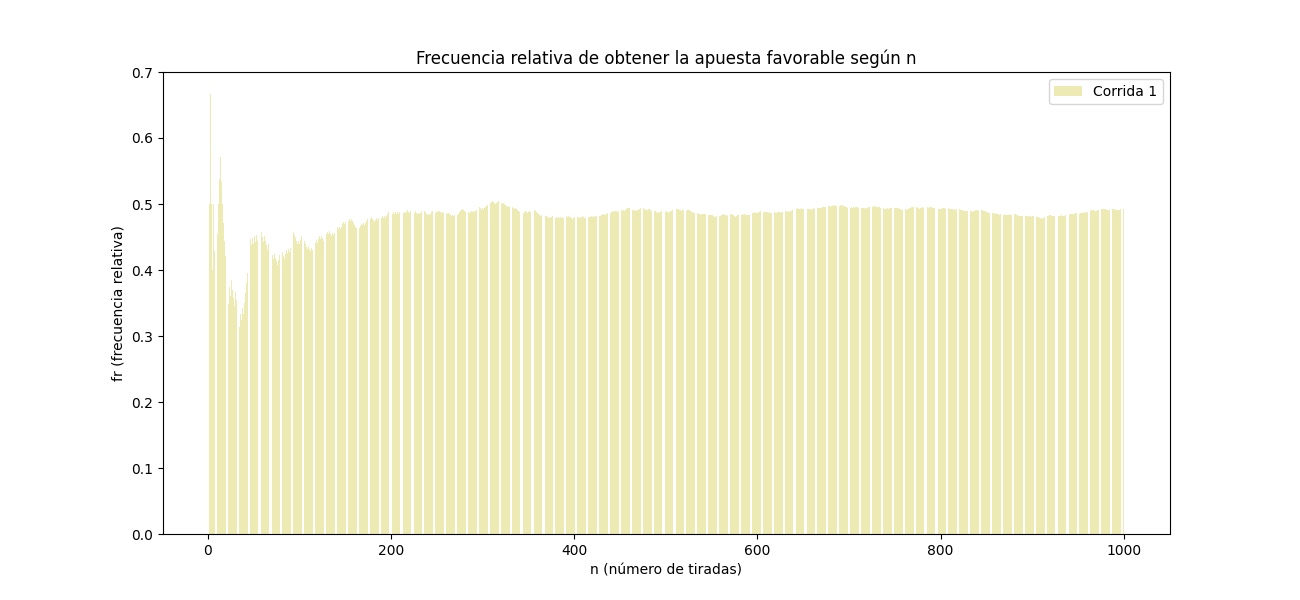 Frecuencia relativa de obtener la apuesta favorable según n
0.7
Corrida 1
0.6
0.5
0.4
0.3
0.2
0.1
0.0
fr (frecuencia relativa)
0 200 400 600 800 1000
n (número de tiradas)